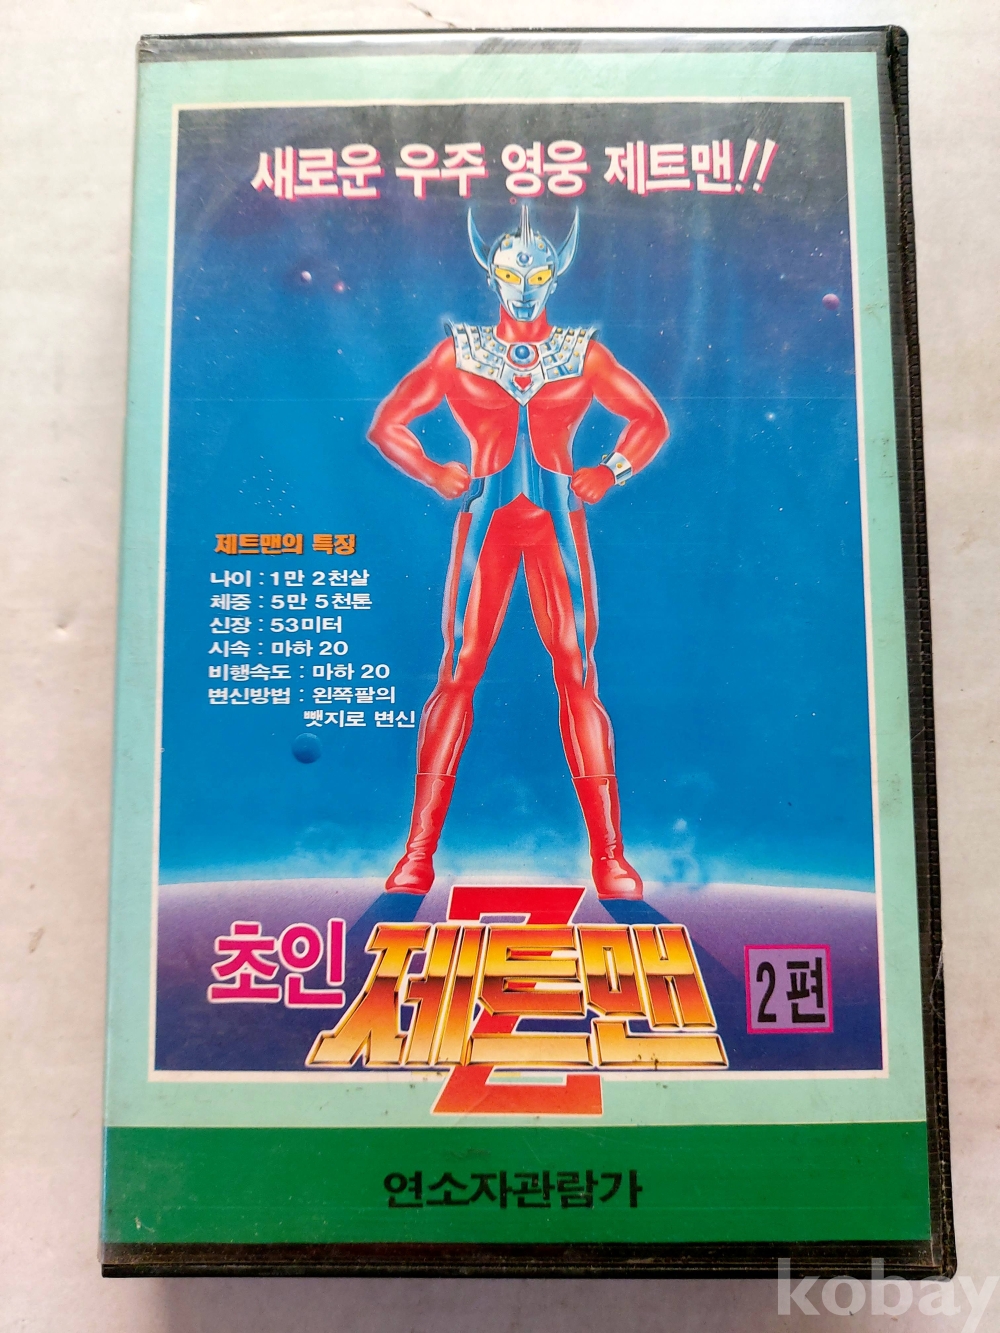 새로운 우주 영웅 제트맨!!
제트맨의 특징
나이 : 1만 2천살
체중 : 5만 5천톤
신장 : 53미터
시속 : 마하 20
비행속도 : 마하 20
변신방법 : 왼쪽팔의
뺏지로 변신
초인 제트맨
Z
2편
연소자관람가
kobay